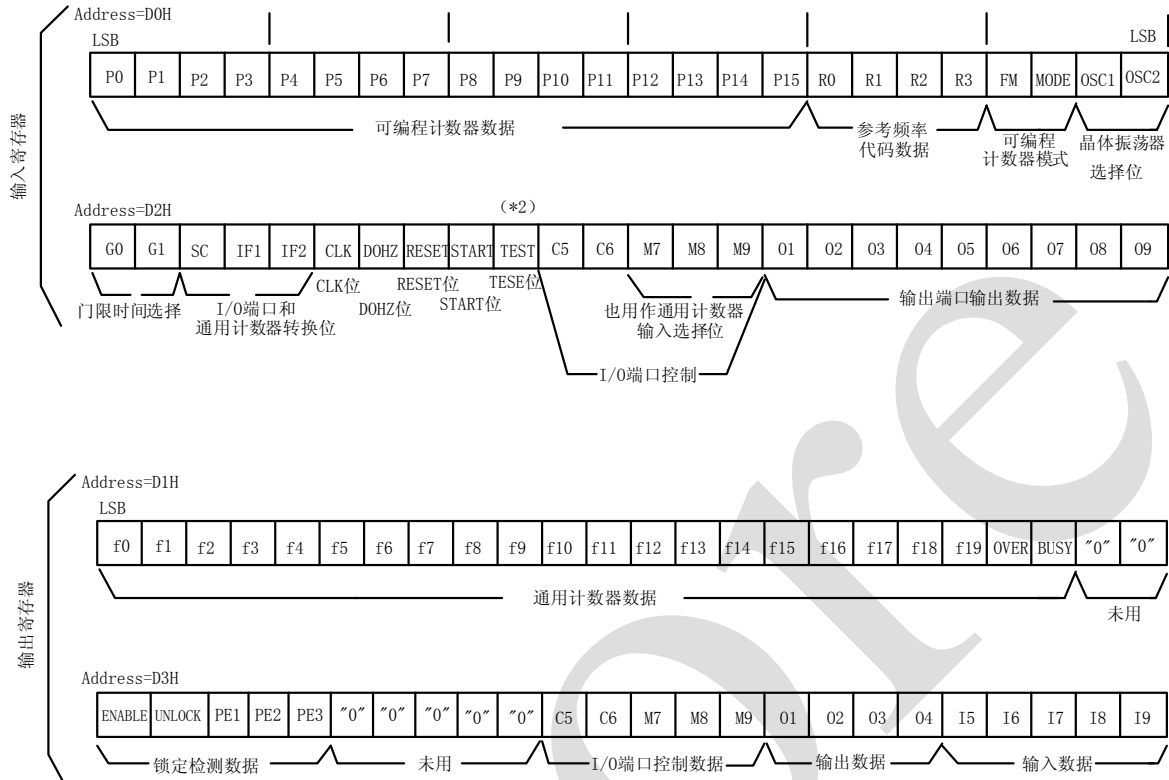 Address=D0H
LSB
LSB
P0 P1 P2 P3 P4 P5 P6 P7 P8 P9 P10 P11 P12 P13 P14 P15 R0 R1 R2 R3 FM MODE OSC1 OSC2
可编程计数器数据
参考频率
代码数据
可编程
计数器模式
晶体振荡器
选择位
输入寄存器
Address=D2H
(*2)
G0 G1 SC IF1 IF2 CLK DOHZ RESET START TEST C5 C6 M7 M8 M9 O1 O2 O3 O4 O5 O6 O7 O8 O9
门限时间选择
I/O端口和
通用计数器转换位
CLK位
DOHZ位
RESET位
START位
TESE位
也用作通用计数器
输入选择位
输出端口输出数据
I/O端口控制
Address=D1H
LSB
f0 f1 f2 f3 f4 f5 f6 f7 f8 f9 f10 f11 f12 f13 f14 f15 f16 f17 f18 f19 OVER BUSY "0" "0"
通用计数器数据
未用
输出寄存器
Address=D3H
ENABLE UNLOCK PE1 PE2 PE3 "0" "0" "0" "0" "0" C5 C6 M7 M8 M9 O1 O2 O3 O4 I5 I6 I7 I8 I9
锁定检测数据
未用
I/O端口控制数据
输出数据
输入数据
ore